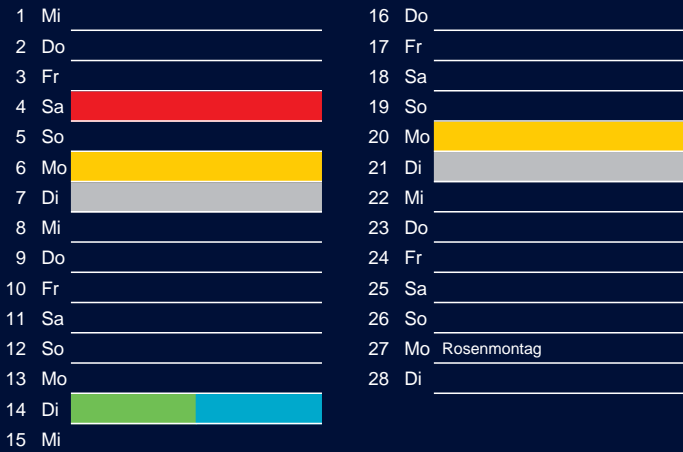 1 Mi
2 Do
3 Fr
4 Sa
5 So
6 Mo
7 Di
8 Mi
9 Do
10 Fr
11 Sa
12 So
13 Mo
14 Di
15 Mi
16 Do
17 Fr
18 Sa
19 So
20 Mo
21 Di
22 Mi
23 Do
24 Fr
25 Sa
26 So
27 Mo Rosenmontag
28 Di